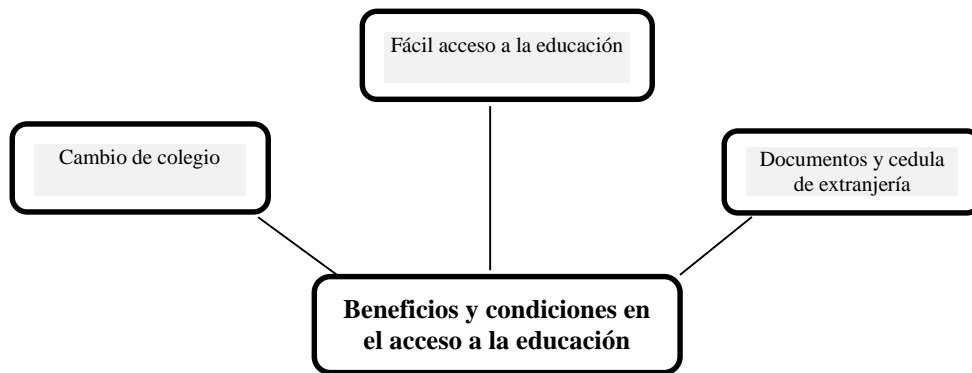 Fácil acceso a la educación
Cambio de colegio
Documentos y cedula
de extranjería
Beneficios y condiciones en
el acceso a la educación